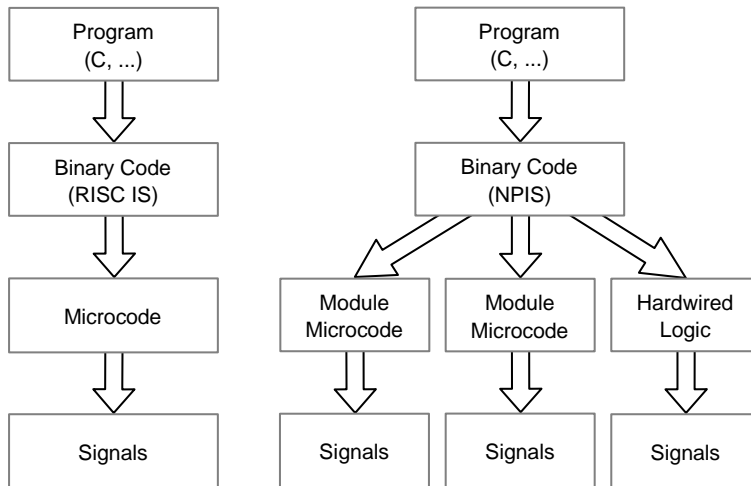 Program
(C, ...)
Binary Code
(RISC IS)
Microcode
Signals
Program
(C, ...)
Binary Code
(NPIS)
Module
Microcode
Module
Microcode
Hardwired
Logic
Signals
Signals
Signals